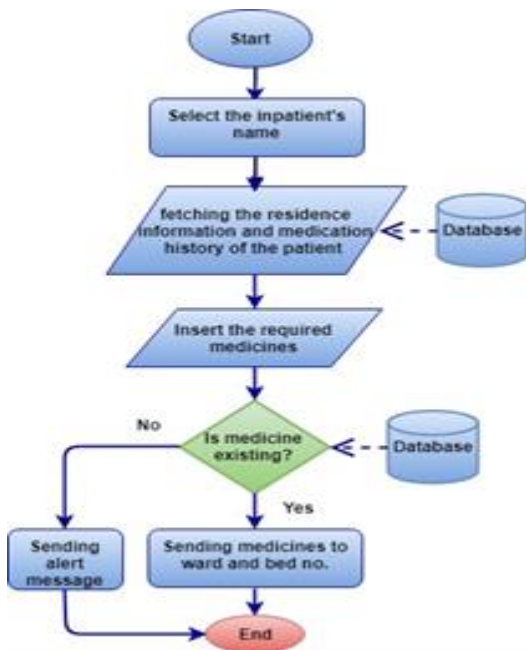 Start
Select the inpatient's
name
fetching the residence
information and medication
history of the patient
Database
Insert the required
medicines
No
Is medicine
existing?
Database
Yes
Sending
alert
message
Sending medicines to
ward and bed no.
End